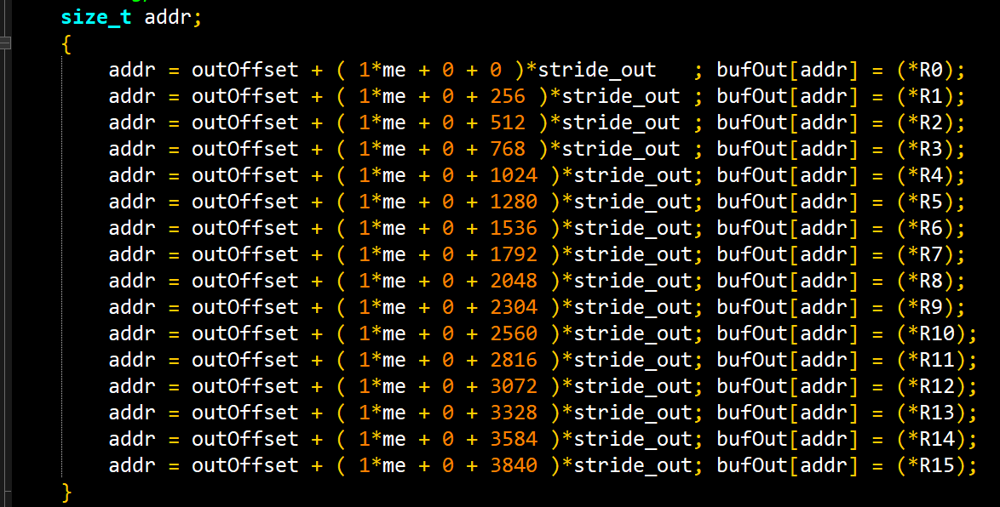 size_t addr;
{
addr = outOffset + ( 1*me + 0 + 0 )*stride_out   ; bufOut[addr] = (*R0);
addr = outOffset + ( 1*me + 0 + 256 )*stride_out ; bufOut[addr] = (*R1);
addr = outOffset + ( 1*me + 0 + 512 )*stride_out ; bufOut[addr] = (*R2);
addr = outOffset + ( 1*me + 0 + 768 )*stride_out ; bufOut[addr] = (*R3);
addr = outOffset + ( 1*me + 0 + 1024 )*stride_out; bufOut[addr] = (*R4);
addr = outOffset + ( 1*me + 0 + 1280 )*stride_out; bufOut[addr] = (*R5);
addr = outOffset + ( 1*me + 0 + 1536 )*stride_out; bufOut[addr] = (*R6);
addr = outOffset + ( 1*me + 0 + 1792 )*stride_out; bufOut[addr] = (*R7);
addr = outOffset + ( 1*me + 0 + 2048 )*stride_out; bufOut[addr] = (*R8);
addr = outOffset + ( 1*me + 0 + 2304 )*stride_out; bufOut[addr] = (*R9);
addr = outOffset + ( 1*me + 0 + 2560 )*stride_out; bufOut[addr] = (*R10);
addr = outOffset + ( 1*me + 0 + 2816 )*stride_out; bufOut[addr] = (*R11);
addr = outOffset + ( 1*me + 0 + 3072 )*stride_out; bufOut[addr] = (*R12);
addr = outOffset + ( 1*me + 0 + 3328 )*stride_out; bufOut[addr] = (*R13);
addr = outOffset + ( 1*me + 0 + 3584 )*stride_out; bufOut[addr] = (*R14);
addr = outOffset + ( 1*me + 0 + 3840 )*stride_out; bufOut[addr] = (*R15);
}